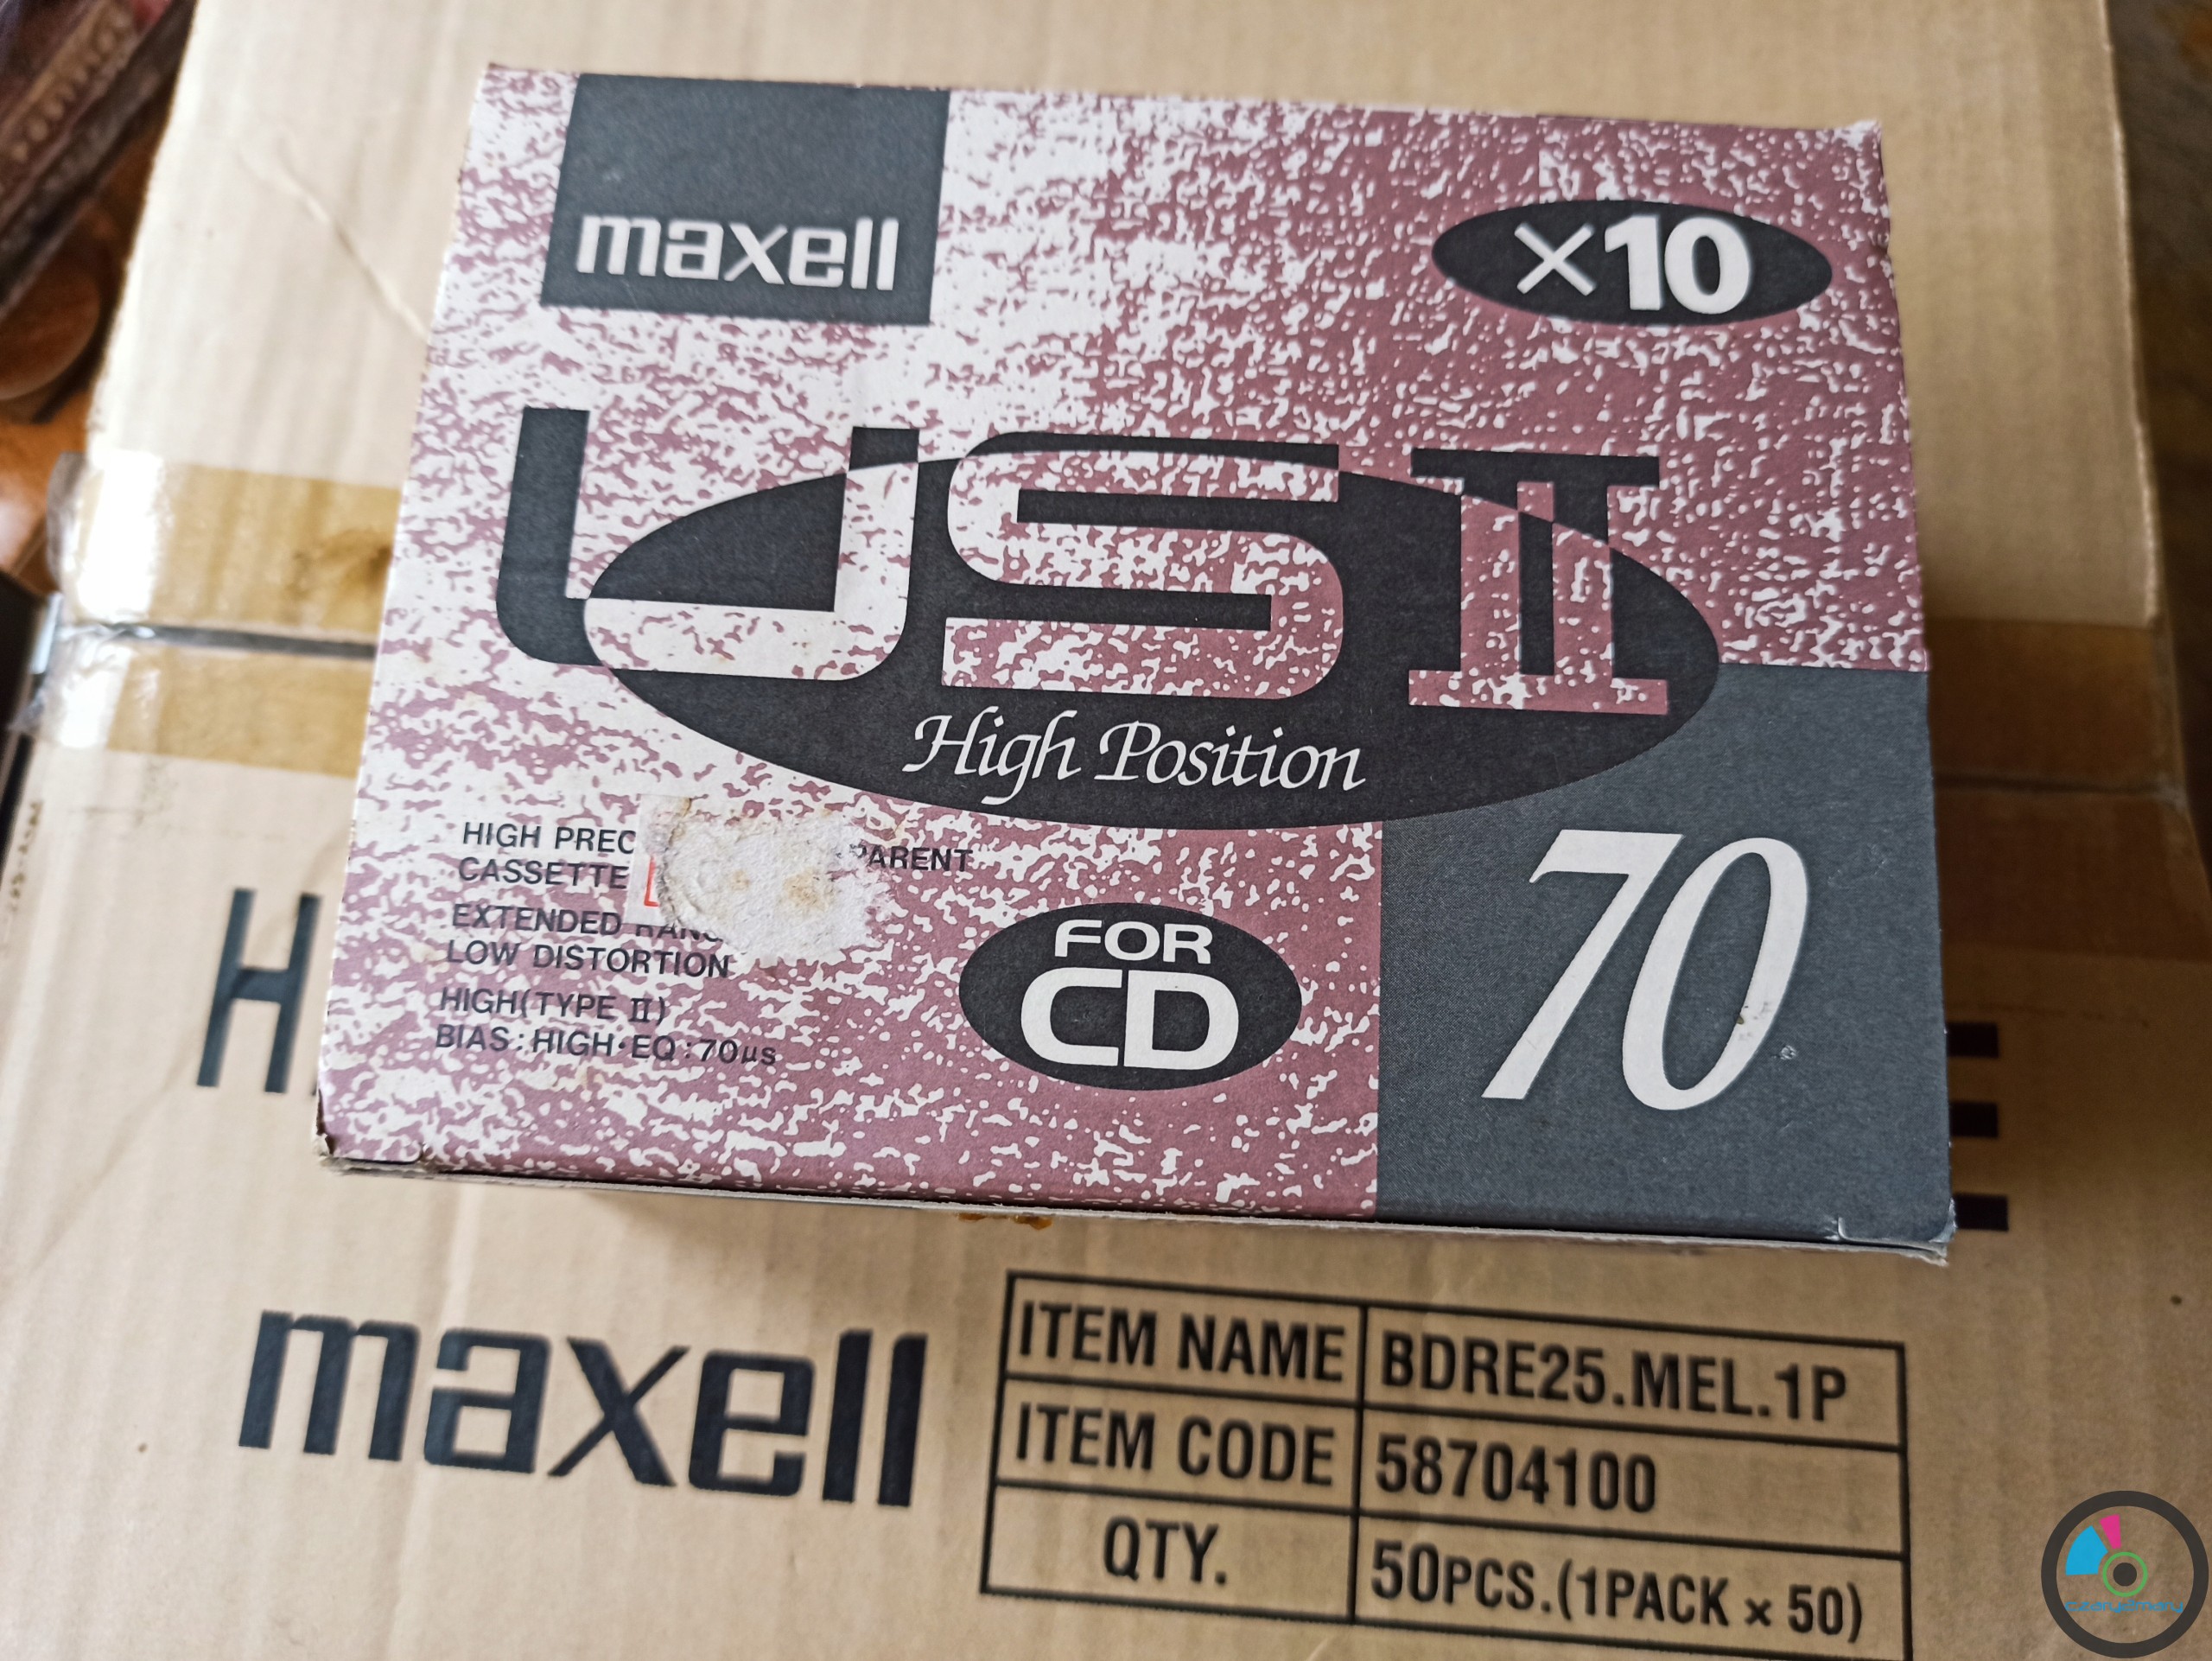 maxell
×10
US II
High Position
HIGH PREC PARENT
CASSETTE
EXTENDED
LOW DISTORTION
HIGH(TYPE II)
BIAS:HIGH·EQ:70μs
FOR
CD
70
H
maxell
ITEM NAME BDRE25.MEL.1P
ITEM CODE 58704100
QTY. 50PCS.(1PACK × 50)